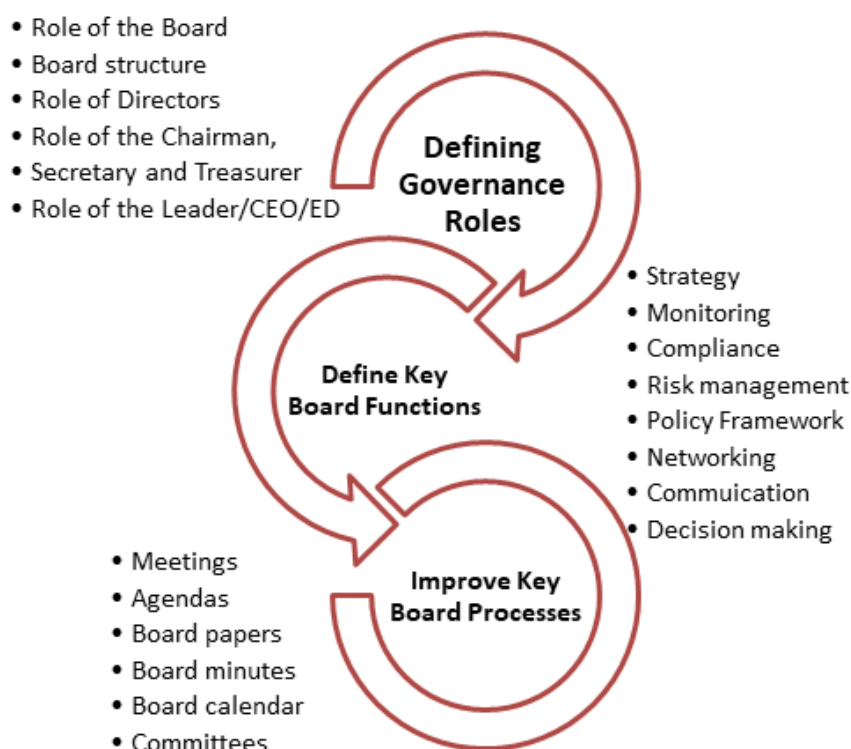 • Role of the Board
• Board structure
• Role of Directors
• Role of the Chairman,
• Secretary and Treasurer
• Role of the Leader/CEO/ED
Defining
Governance
Roles
• Strategy
• Monitoring
• Compliance
• Risk management
• Policy Framework
• Networking
• Commuication
• Decision making
Define Key
Board Functions
• Meetings
• Agendas
• Board papers
• Board minutes
• Board calendar
• Committees
Improve Key
Board Processes